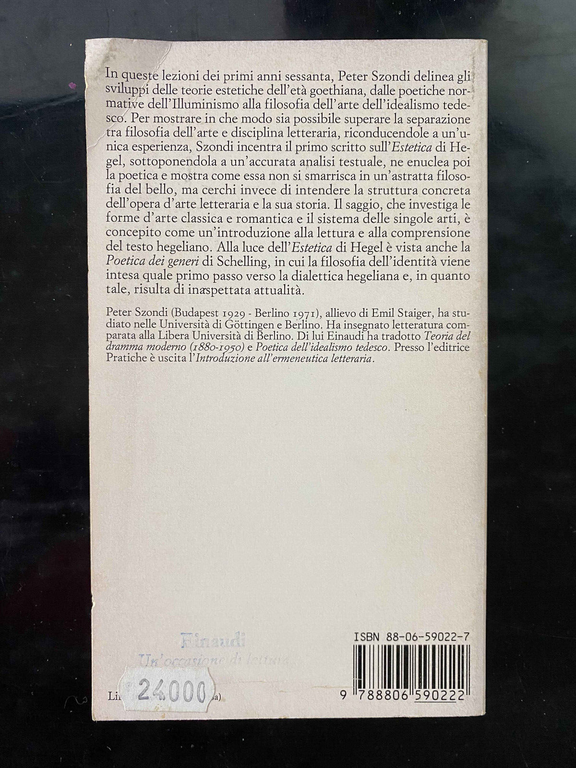 In queste lezioni dei primi anni sessanta, Peter Szondi delinea gli
sviluppi delle teorie estetiche dell'età goethiana, dalle poetiche nor-
mative dell'Illuminismo alla filosofia dell'arte dell'idealismo tede-
sco. Per mostrare in che modo sia possibile superare la separazione
tra filosofia dell'arte e disciplina letteraria, riconducendole a un'u-
nica esperienza, Szondi incentra il primo scritto sull'Estetica di He-
gel, sottoponendola a un'accurata analisi testuale, ne enuclea poi
la poetica e mostra come essa non si smarrisca in un'astratta filoso-
fia del bello, ma cerchi invece di intendere la struttura concreta
dell'opera d'arte letteraria e la sua storia. Il saggio, che investiga le
forme d'arte classica e romantica e il sistema delle singole arti, è
concepito come un'introduzione alla lettura e alla comprensione
del testo hegeliano. Alla luce dell'Estetica di Hegel è vista anche la
Poetica dei generi di Schelling, in cui la filosofia dell'identità viene
intesa quale primo passo verso la dialettica hegeliana e, in quanto
tale, risulta di inaspettata attualità.
Peter Szondi (Budapest 1929 - Berlino 1971), allievo di Emil Staiger, ha stu-
diato nelle Università di Göttingen e Berlino. Ha insegnato letteratura com-
parata alla Libera Università di Berlino. Di lui Einaudi ha tradotto Teoria del
dramma moderno (1880-1950) e Poetica dell'idealismo tedesco. Presso l'editrice
Pratiche è uscita l'Introduzione all'ermeneutica letteraria.
ISBN 88-06-59022-7
Einaudi
Un'occasione di
24000
9 788806 590222